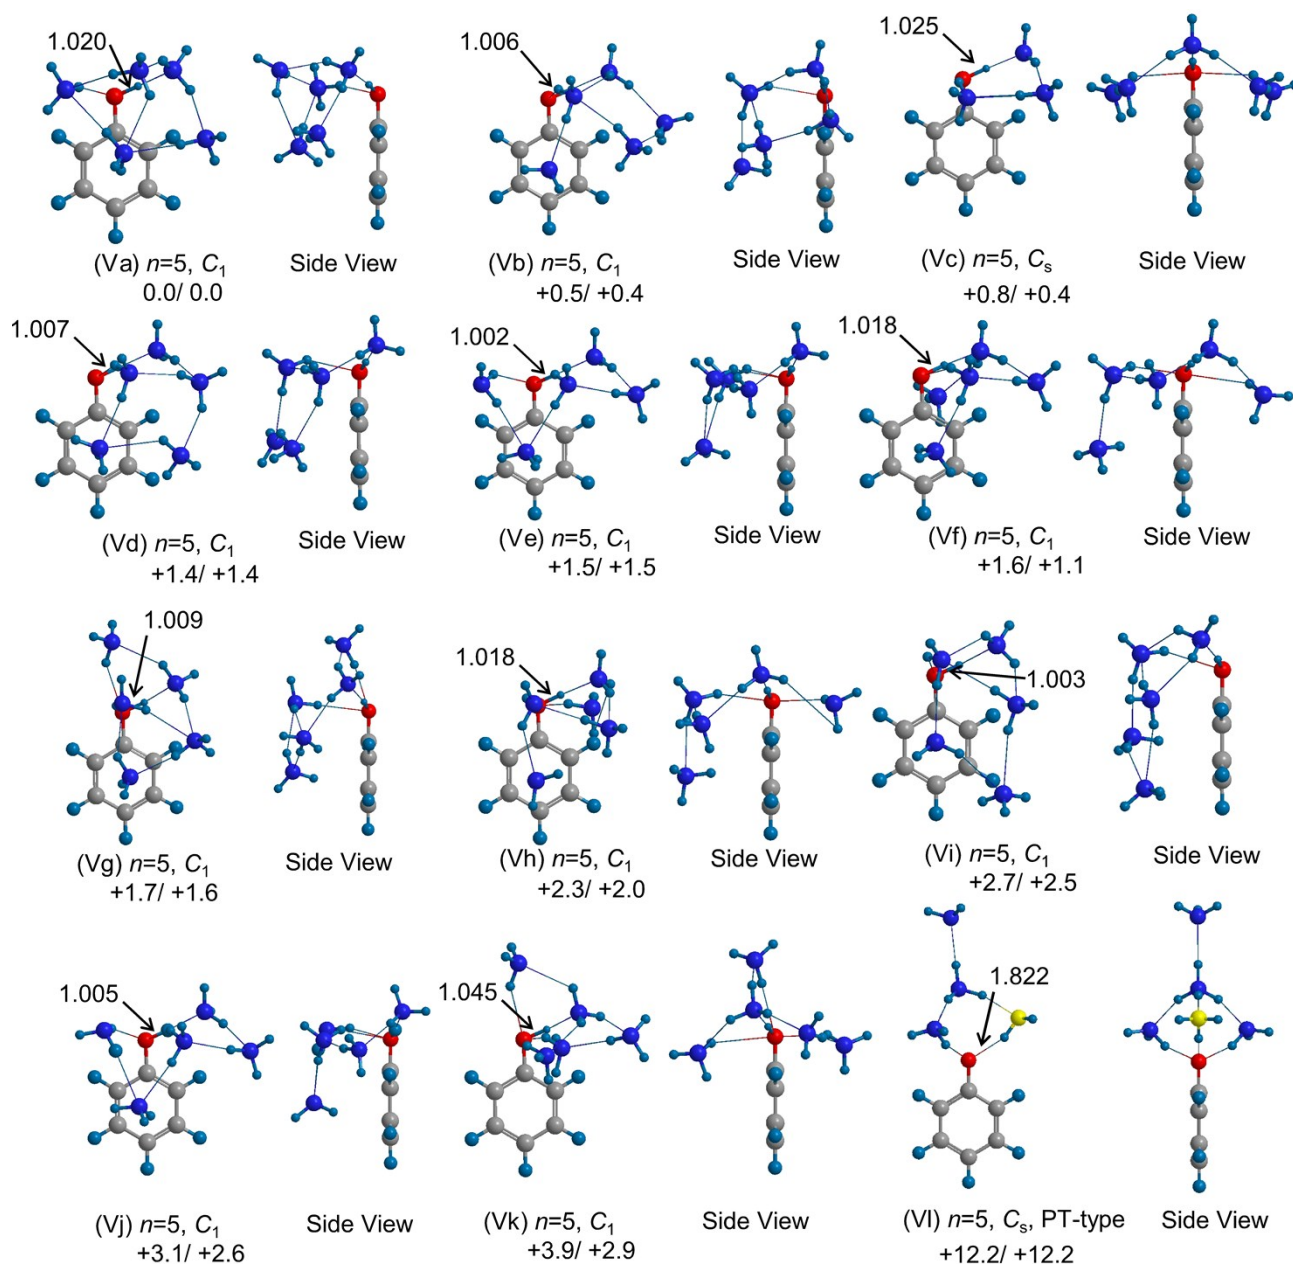 1.020
1.006
1.025
(Va) n=5, C₁
0.0/ 0.0
Side View
(Vb) n=5, C₁
+0.5/ +0.4
Side View
(Vc) n=5, Cₛ
+0.8/ +0.4
Side View
1.007
1.002
1.018
(Vd) n=5, C₁
+1.4/ +1.4
Side View
(Ve) n=5, C₁
+1.5/ +1.5
Side View
(Vf) n=5, C₁
+1.6/ +1.1
Side View
1.009
1.018
1.003
(Vg) n=5, C₁
+1.7/ +1.6
Side View
(Vh) n=5, C₁
+2.3/ +2.0
Side View
(Vi) n=5, C₁
+2.7/ +2.5
Side View
1.005
1.045
1.822
(Vj) n=5, C₁
+3.1/ +2.6
Side View
(Vk) n=5, C₁
+3.9/ +2.9
Side View
(Vl) n=5, Cₛ, PT-type
+12.2/ +12.2
Side View